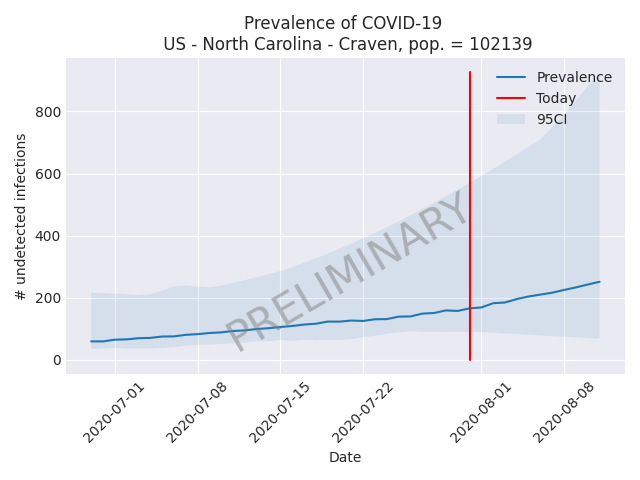 Prevalence of COVID-19
US - North Carolina - Craven, pop. = 102139
Prevalence
Today
95CI
# undetected infections
800
600
400
200
0
PRELIMINARY
2020-07-01
2020-07-08
2020-07-15
2020-07-22
2020-08-01
2020-08-08
Date